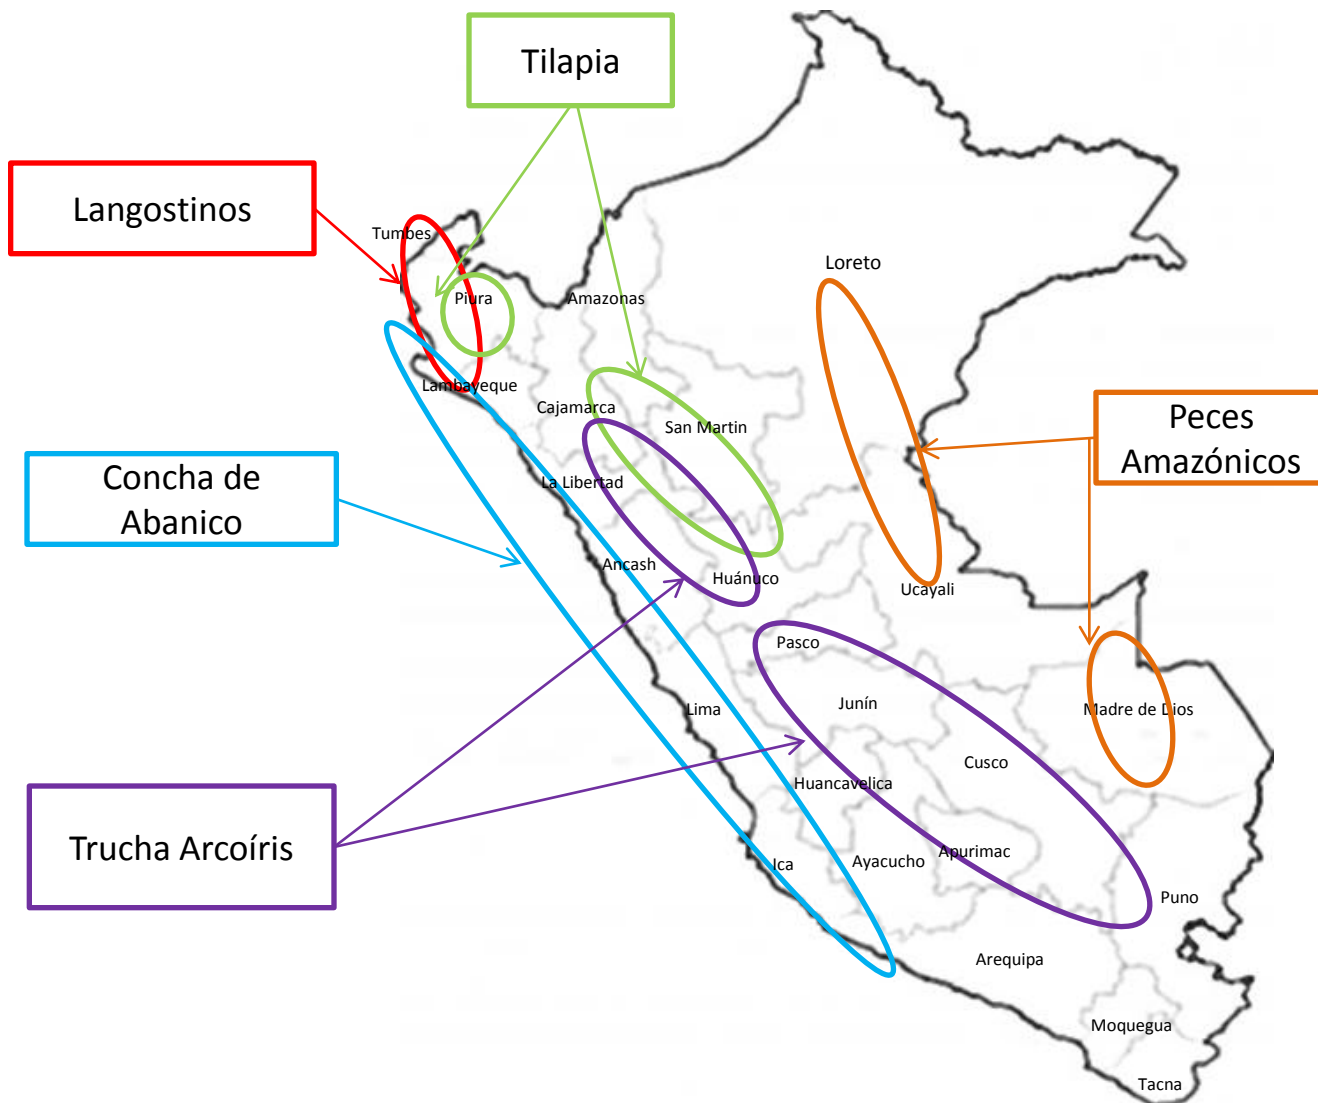 Tilapia
Langostinos
Tumbes
Loreto
Piura
Amazonas
Lambayeque
Cajamarca
San Martin
Peces
Amazónicos
Concha de
Abanico
La Libertad
Ancash
Huánuco
Ucayali
Pasco
Junín
Lima
Madre de Dios
Cusco
Huancavelica
Trucha Arcoíris
Ica
Ayacucho
Apurimac
Puno
Arequipa
Moquegua
Tacna